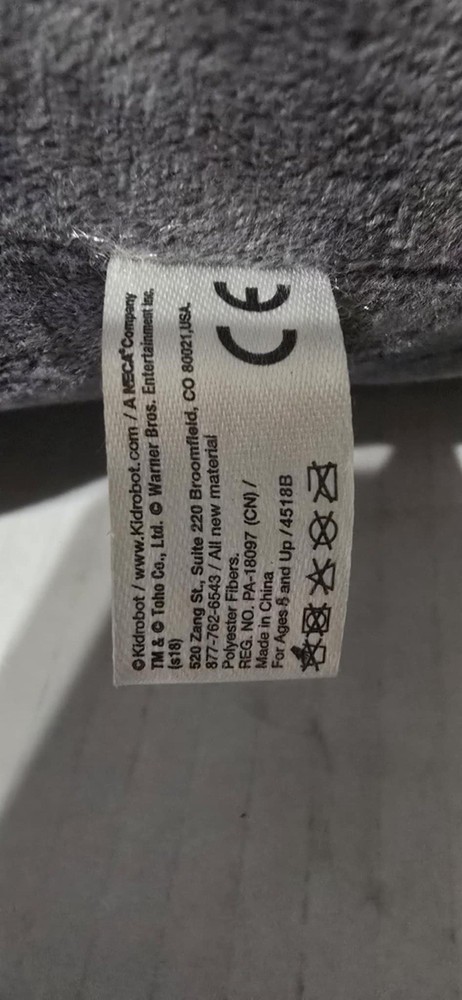 ©Kidrobot / www.Kidrobot.com / A NECA® Company
TM & © Toho Co., Ltd. © Warner Bros. Entertainment Inc.
(s18)
520 Zang St., Suite 220 Broomfield, CO 80021,USA.
877-762-6543 / All new material
Polyester Fibers.
REG. NO. PA-18097 (CN) /
Made in China
For Ages 8 and Up / 4518B
CE